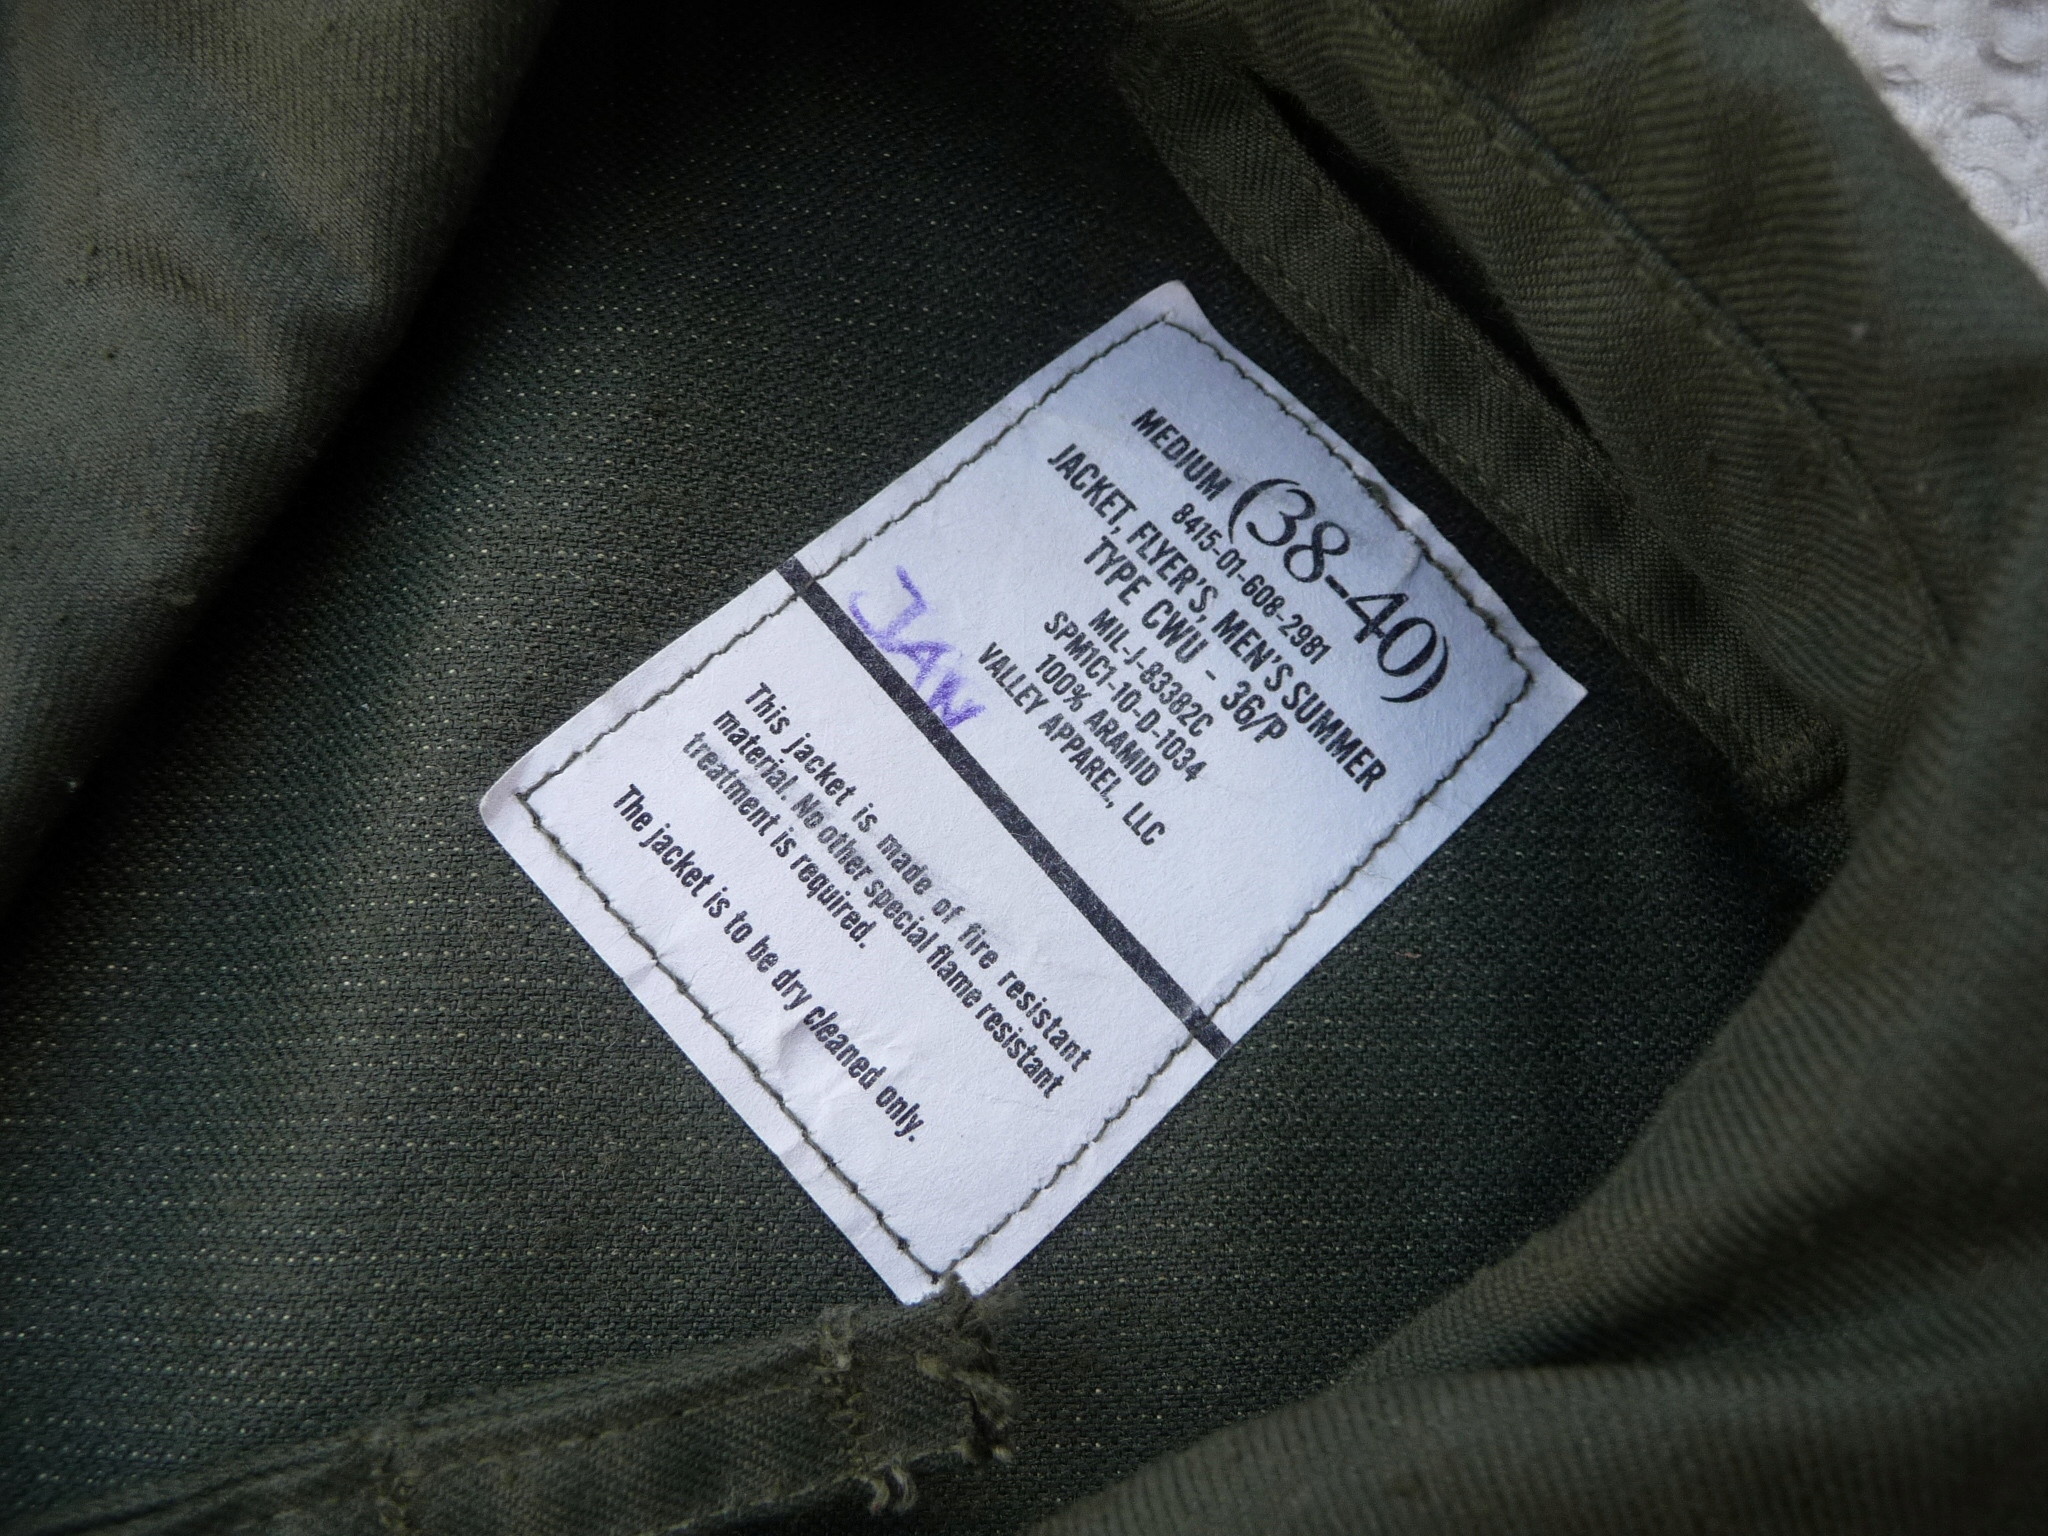 MEDIUM (38-40)
8415-01-608-2981
JACKET, FLYER'S, MEN'S SUMMER
TYPE CWU - 36/P
MIL-J-83382C
SPM1C1-10-D-1034
100% ARAMID
VALLEY APPAREL, LLC
JAW
This jacket is made of fire resistant
material. No other special flame resistant
treatment is required.
The jacket is to be dry cleaned only.